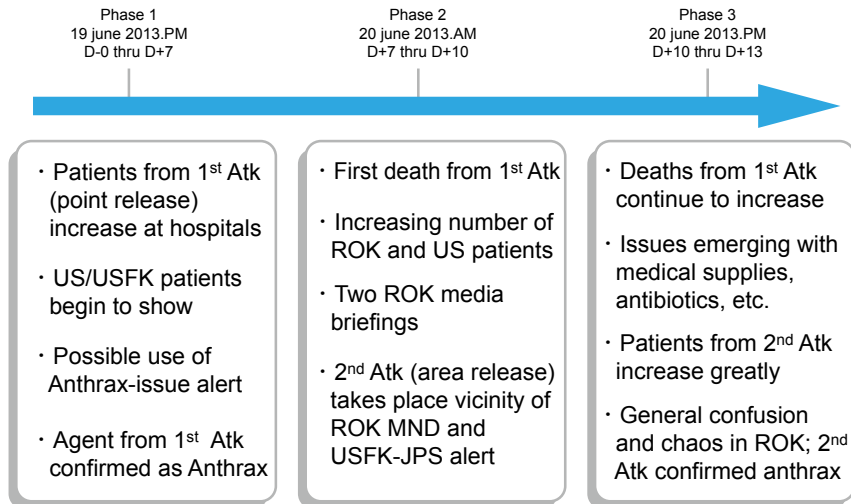 Phase 1
19 june 2013.PM
D-0 thru D+7
Phase 2
20 june 2013.AM
D+7 thru D+10
Phase 3
20 june 2013.PM
D+10 thru D+13
· Patients from 1st Atk
(point release)
increase at hospitals
· US/USFK patients
begin to show
· Possible use of
Anthrax-issue alert
· Agent from 1st Atk
confirmed as Anthrax
· First death from 1st Atk
· Increasing number of
ROK and US patients
· Two ROK media
briefings
· 2nd Atk (area release)
takes place vicinity of
ROK MND and
USFK-JPS alert
· Deaths from 1st Atk
continue to increase
· Issues emerging with
medical supplies,
antibiotics, etc.
· Patients from 2nd Atk
increase greatly
· General confusion
and chaos in ROK; 2nd
Atk confirmed anthrax